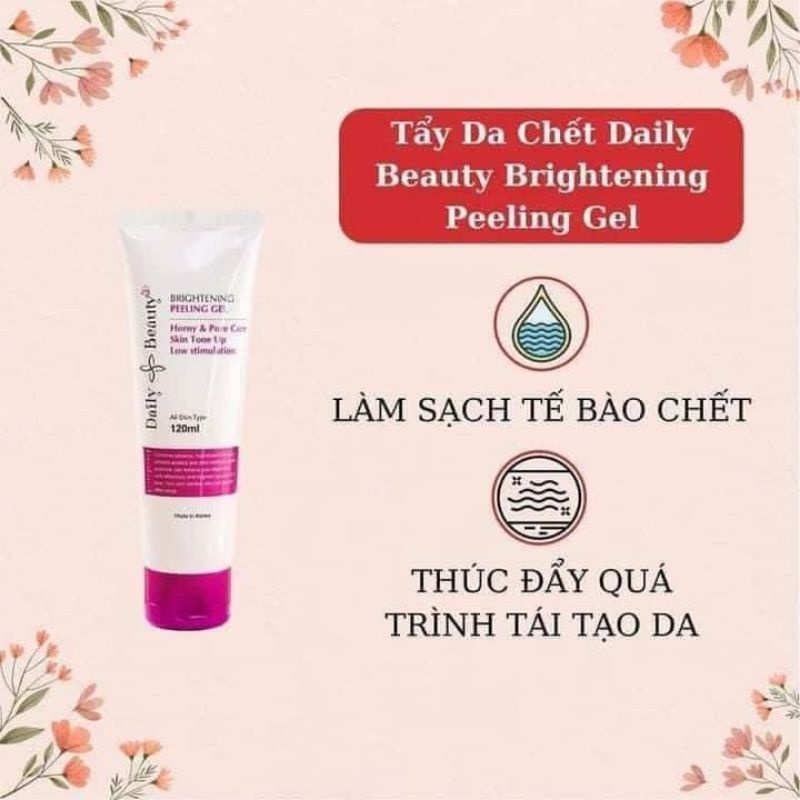 Tẩy Da Chết Daily
Beauty Brightening
Peeling Gel
Daily Beauty
BRIGHTENING
PEELING GEL
Horny & Pore Care
Skin Tone Up
Low stimulation
All Skin Type
120ml
Made in Korea
LÀM SẠCH TẾ BÀO CHẾT
THÚC ĐẨY QUÁ
TRÌNH TÁI TẠO DA